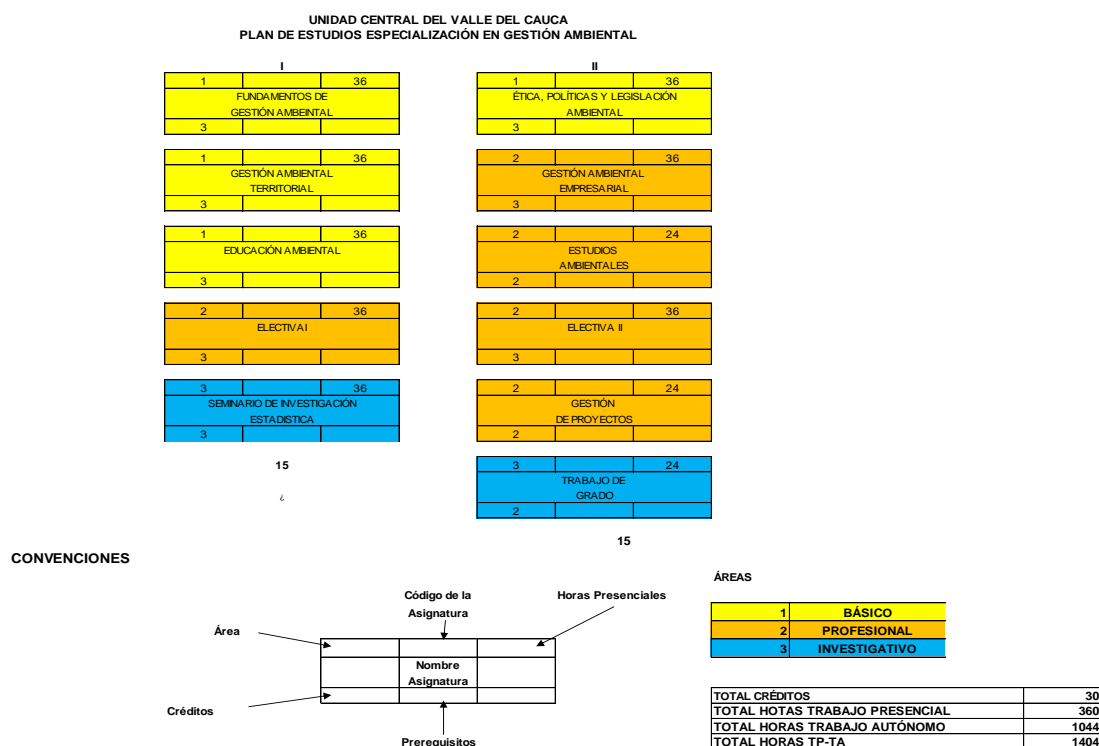 UNIDAD CENTRAL DEL VALLE DEL CAUCA
PLAN DE ESTUDIOS ESPECIALIZACIÓN EN GESTIÓN AMBIENTAL
I
1 36
FUNDAMENTOS DE
GESTIÓN AMBEINTAL
3
1 36
GESTIÓN AMBIENTAL
TERRITORIAL
3
1 36
EDUCACIÓN AMBIENTAL
3
2 36
ELECTIVA I
3
3 36
SEMINARIO DE INVESTIGACIÓN
ESTADISTICA
3
15
¿
II
1 36
ÉTICA, POLÍTICAS Y LEGISLACIÓN
AMBIENTAL
3
2 36
GESTIÓN AMBIENTAL
EMPRESARIAL
3
2 24
ESTUDIOS
AMBIENTALES
2
2 36
ELECTIVA II
3
2 24
GESTIÓN
DE PROYECTOS
2
3 24
TRABAJO DE
GRADO
2
15
CONVENCIONES
Código de la
Asignatura
Horas Presenciales
Área
Nombre
Asignatura
Créditos
Prerequisitos
ÁREAS
1 BÁSICO
2 PROFESIONAL
3 INVESTIGATIVO
TOTAL CRÉDITOS 30
TOTAL HOTAS TRABAJO PRESENCIAL 360
TOTAL HORAS TRABAJO AUTÓNOMO 1044
TOTAL HORAS TP-TA 1404